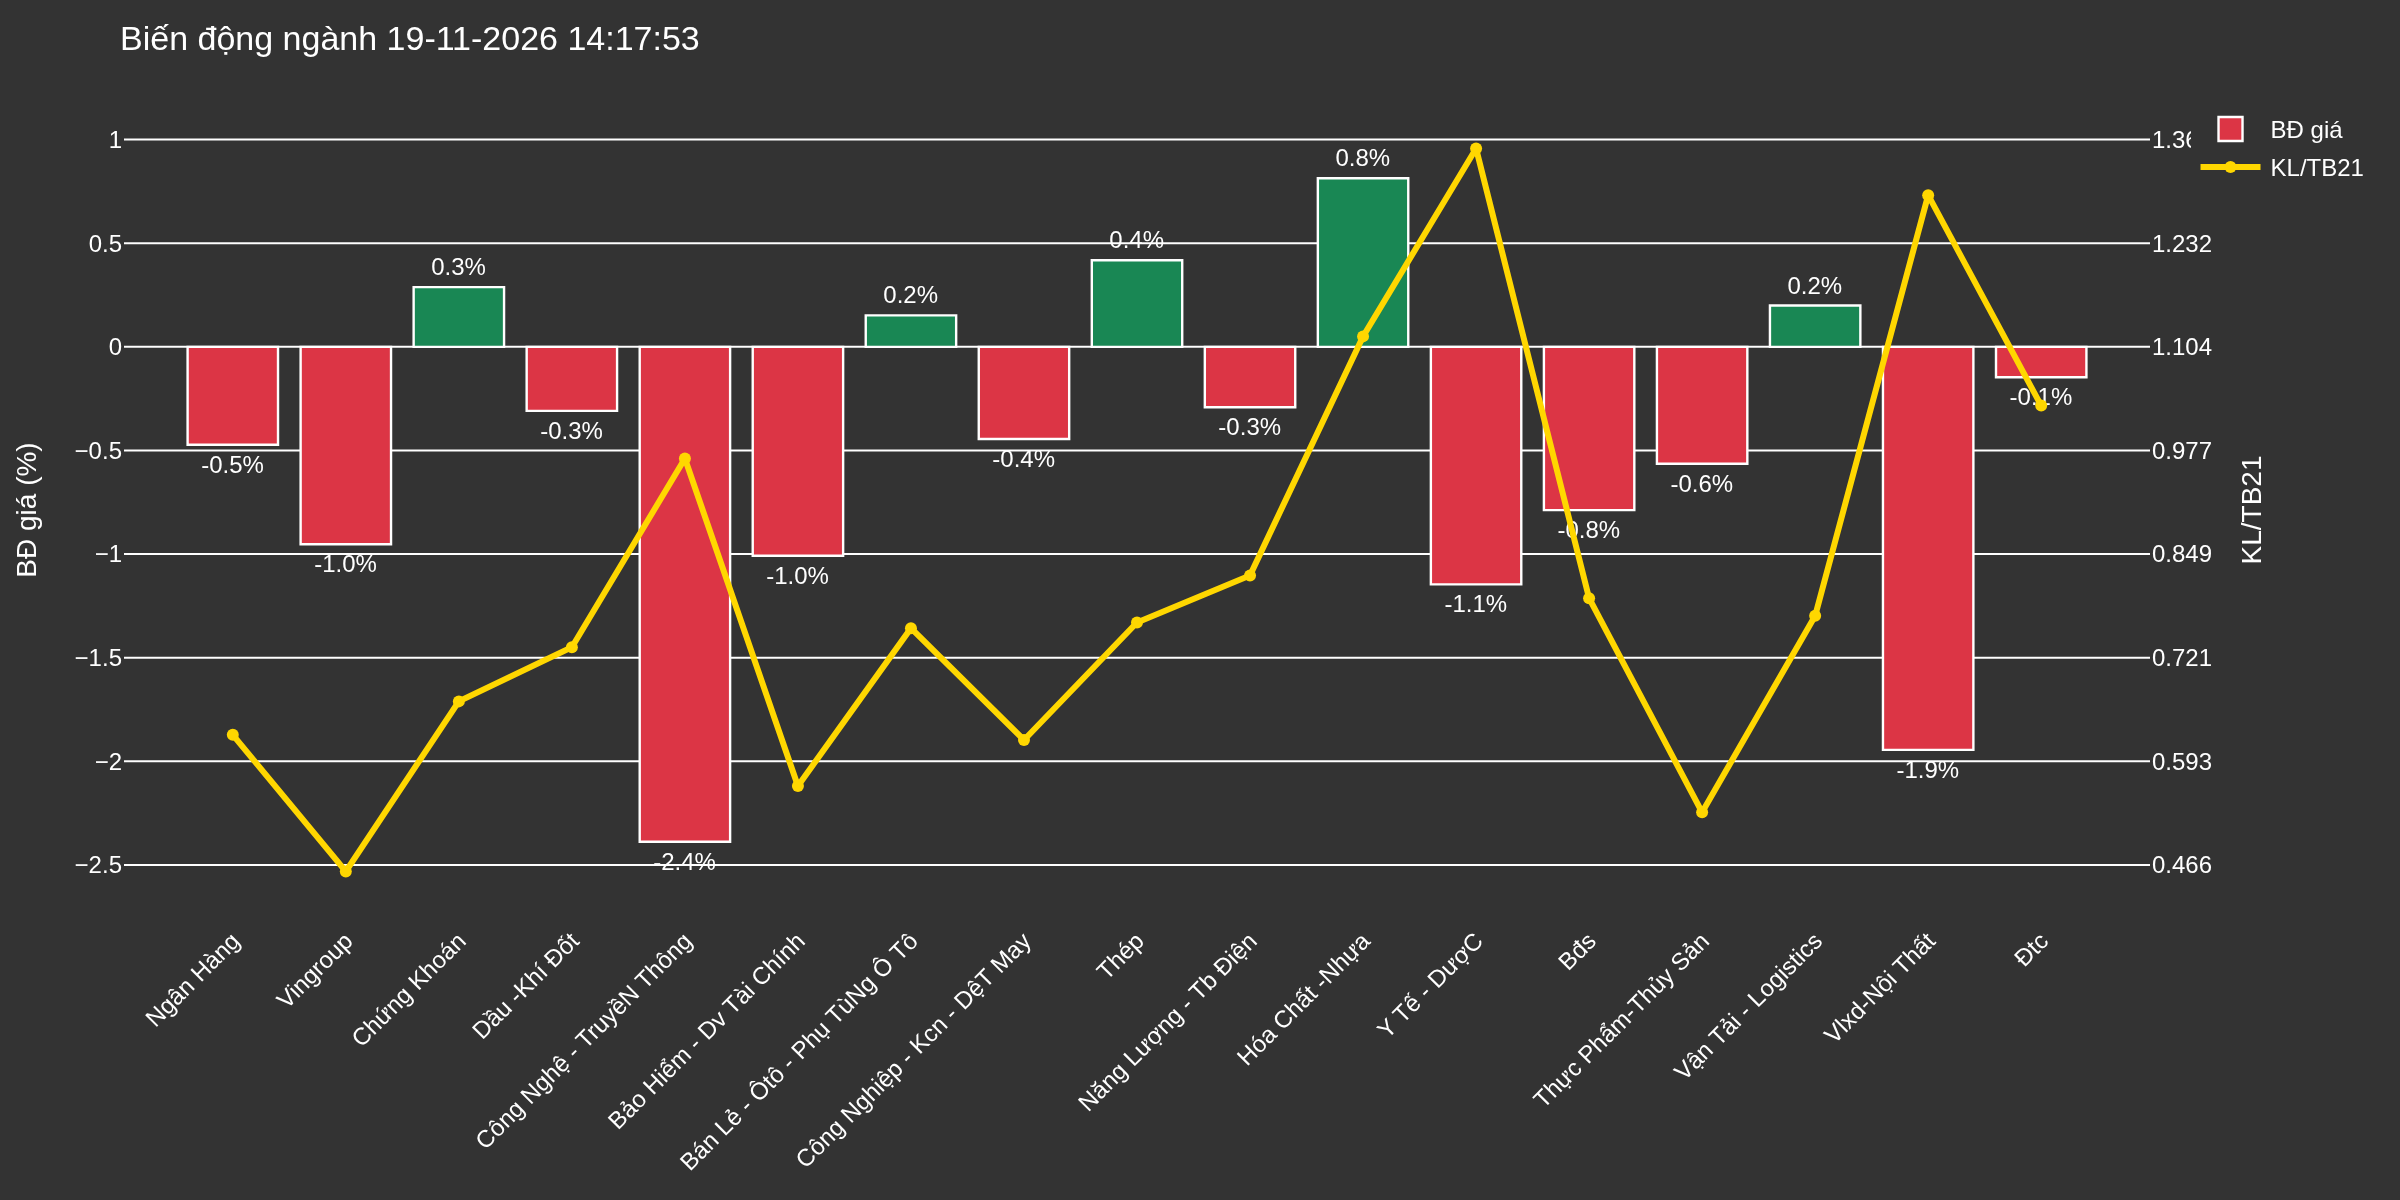 Biến động ngành 19-11-2026 14:17:53
BĐ giá
KL/TB21
1
0.5
0
−0.5
−1
−1.5
−2
−2.5
BĐ giá (%)
-0.5%
-1.0%
0.3%
-0.3%
-2.4%
-1.0%
0.2%
-0.4%
0.4%
-0.3%
0.8%
-1.1%
-0.8%
-0.6%
0.2%
-1.9%
-0.1%
1.36
1.232
1.104
0.977
0.849
0.721
0.593
0.466
KL/TB21
Ngân Hàng
Vingroup
Chứng Khoán
Dầu -Khí Đốt
Công Nghệ - TruyềN Thông
Bảo Hiểm - Dv Tài Chính
Bán Lẻ - Ôtô - Phụ TùNg Ô Tô
Công Nghiệp - Kcn - DệT May
Thép
Năng Lượng - Tb Điện
Hóa Chất -Nhựa
Y Tế - DượC
Bđs
Thực Phẩm-Thủy Sản
Vận Tải - Logistics
Vlxd-Nội Thất
Đtc